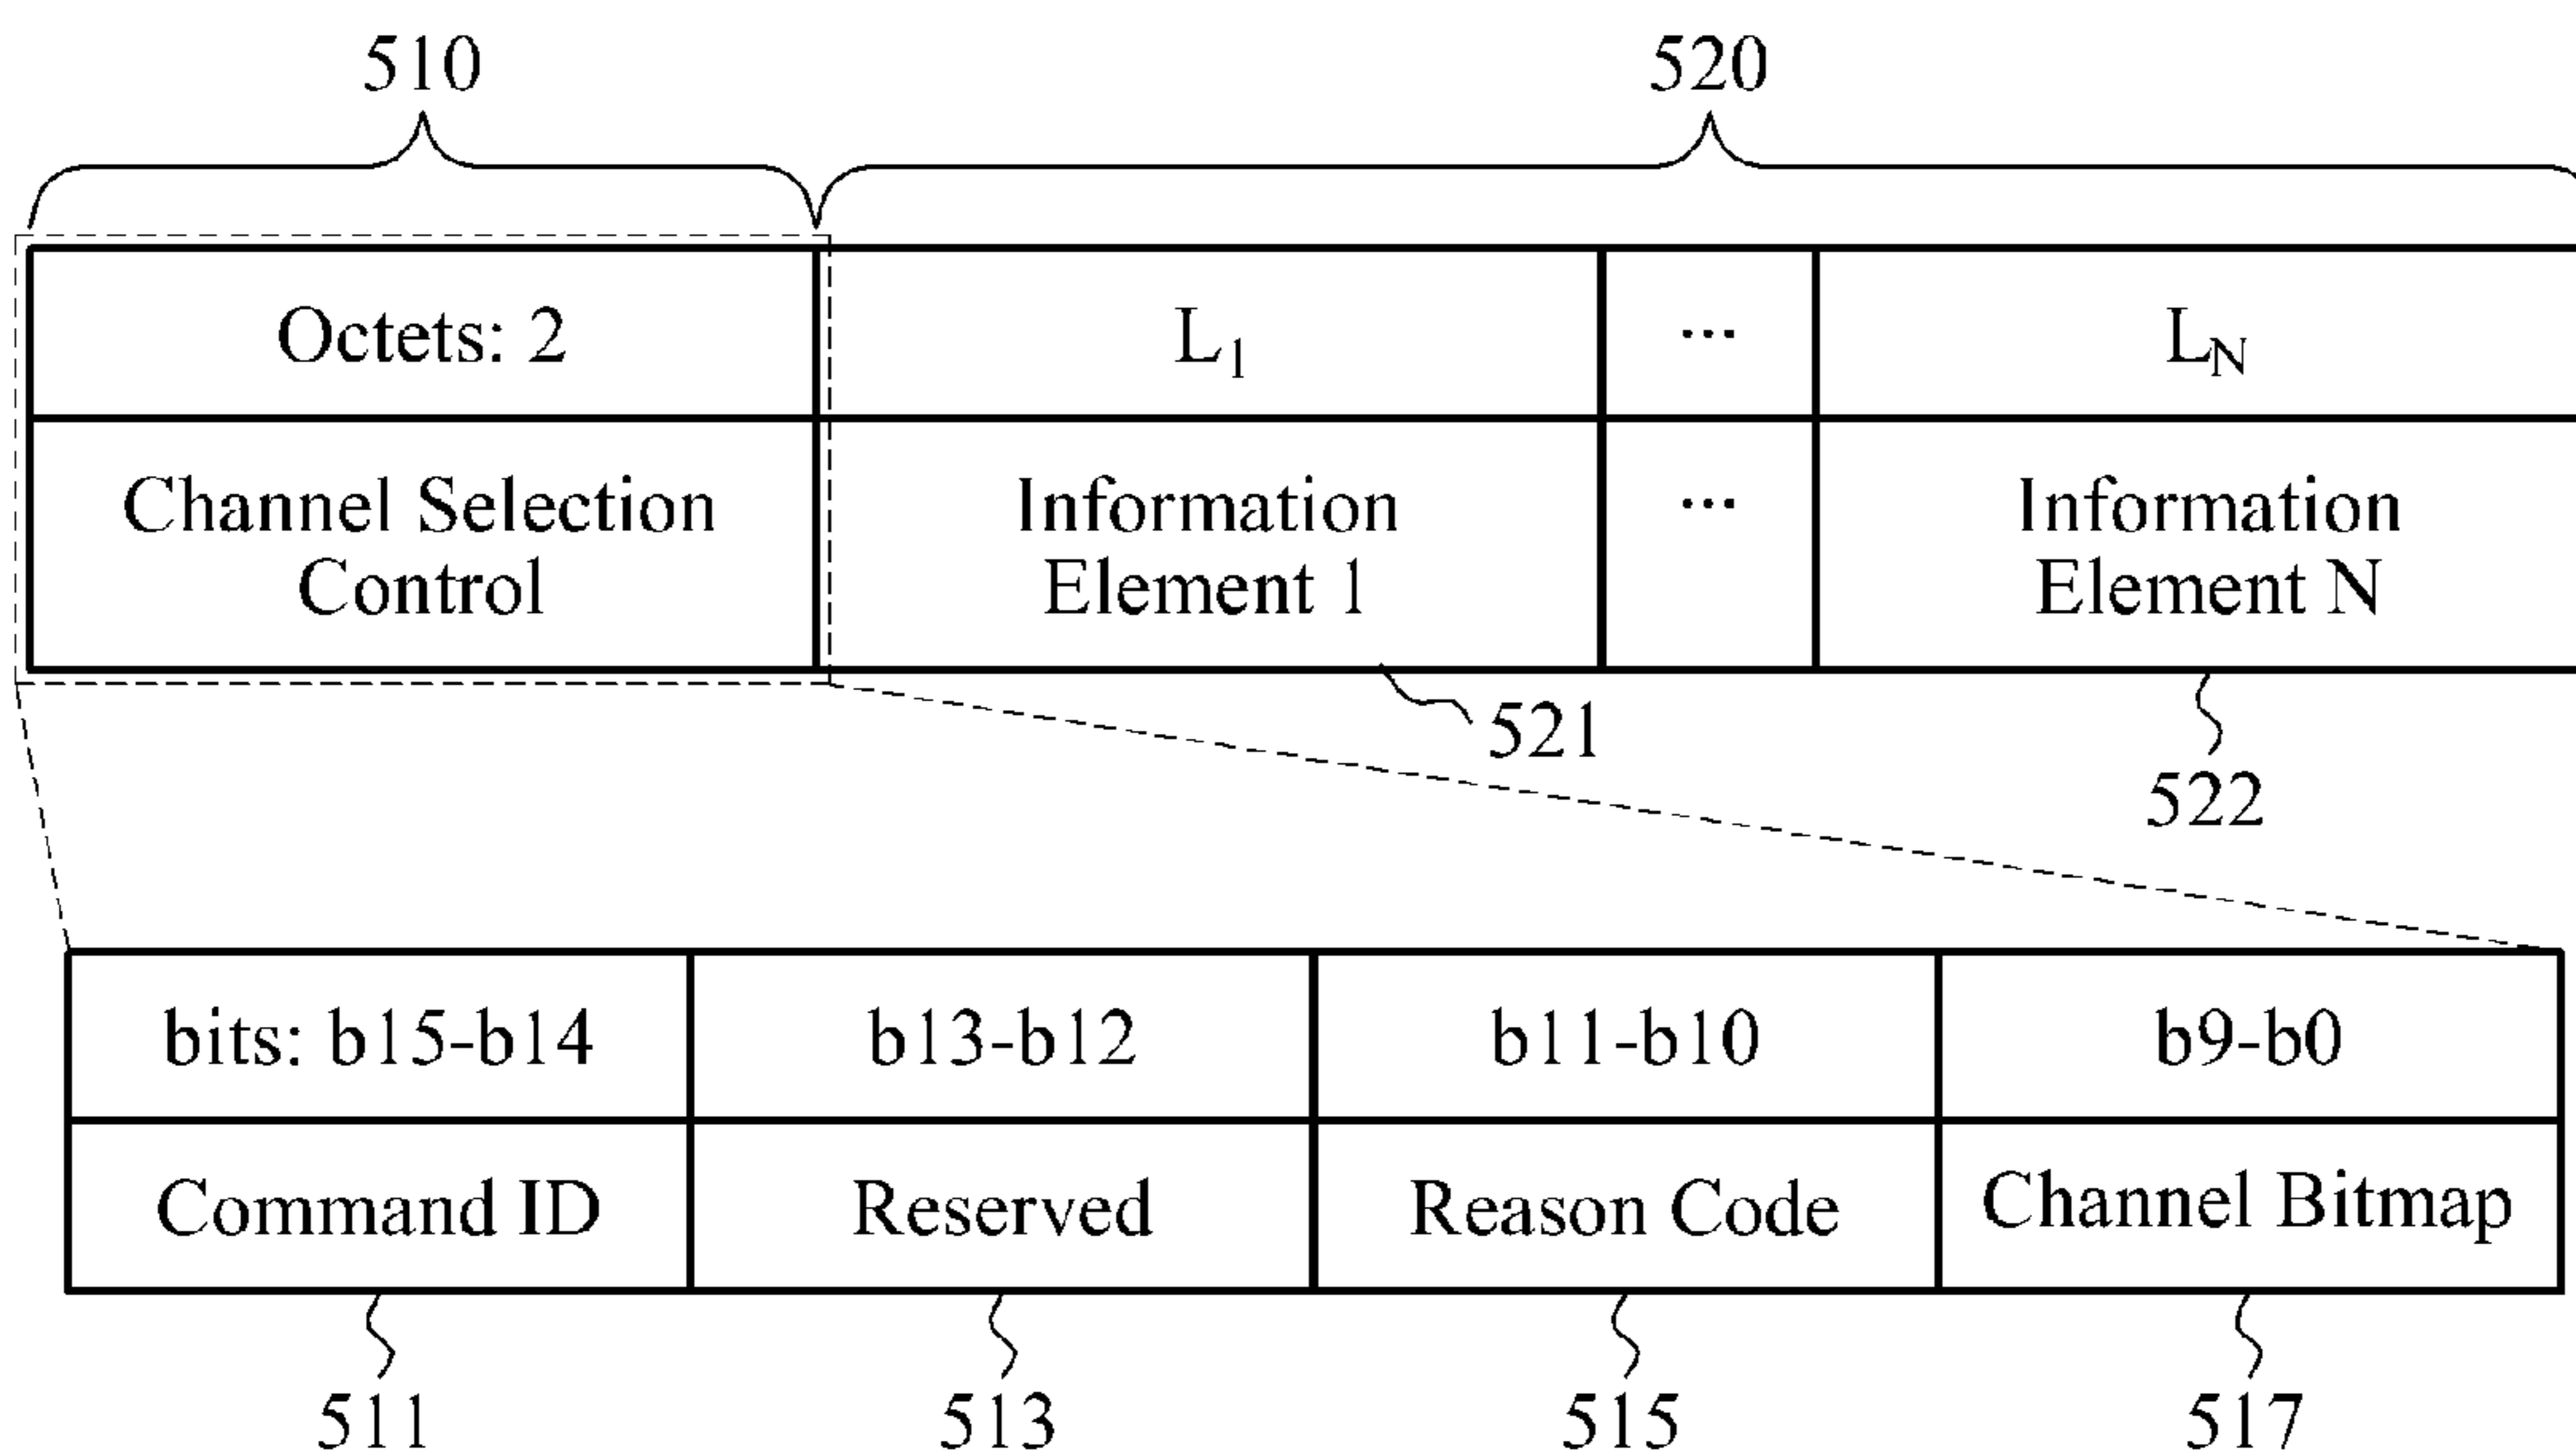 510 520
Octets: 2 L1 ... LN
Channel Selection Control Information Element 1 ... Information Element N
521
522
bits: b15-b14 b13-b12 b11-b10 b9-b0
Command ID Reserved Reason Code Channel Bitmap
511 513 515 517